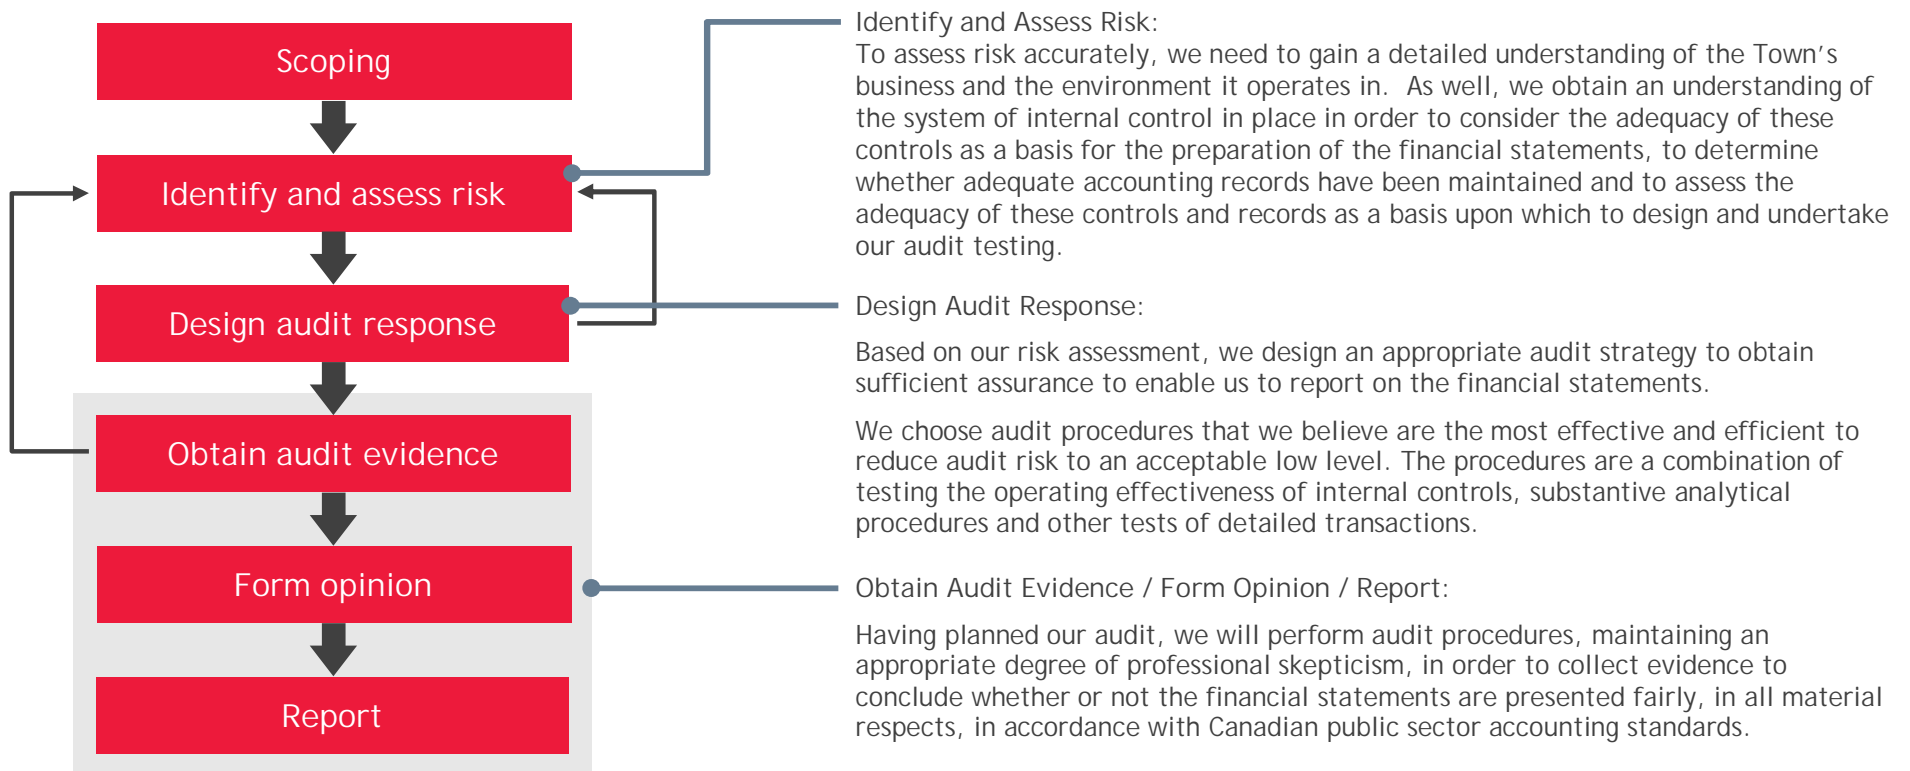 Scoping
Identify and assess risk
Design audit response
Obtain audit evidence
Form opinion
Report
Identify and Assess Risk:
To assess risk accurately, we need to gain a detailed understanding of the Town’s
business and the environment it operates in.  As well, we obtain an understanding of
the system of internal control in place in order to consider the adequacy of these
controls as a basis for the preparation of the financial statements, to determine
whether adequate accounting records have been maintained and to assess the
adequacy of these controls and records as a basis upon which to design and undertake
our audit testing.
Design Audit Response:
Based on our risk assessment, we design an appropriate audit strategy to obtain
sufficient assurance to enable us to report on the financial statements.
We choose audit procedures that we believe are the most effective and efficient to
reduce audit risk to an acceptable low level. The procedures are a combination of
testing the operating effectiveness of internal controls, substantive analytical
procedures and other tests of detailed transactions.
Obtain Audit Evidence / Form Opinion / Report:
Having planned our audit, we will perform audit procedures, maintaining an
appropriate degree of professional skepticism, in order to collect evidence to
conclude whether or not the financial statements are presented fairly, in all material
respects, in accordance with Canadian public sector accounting standards.